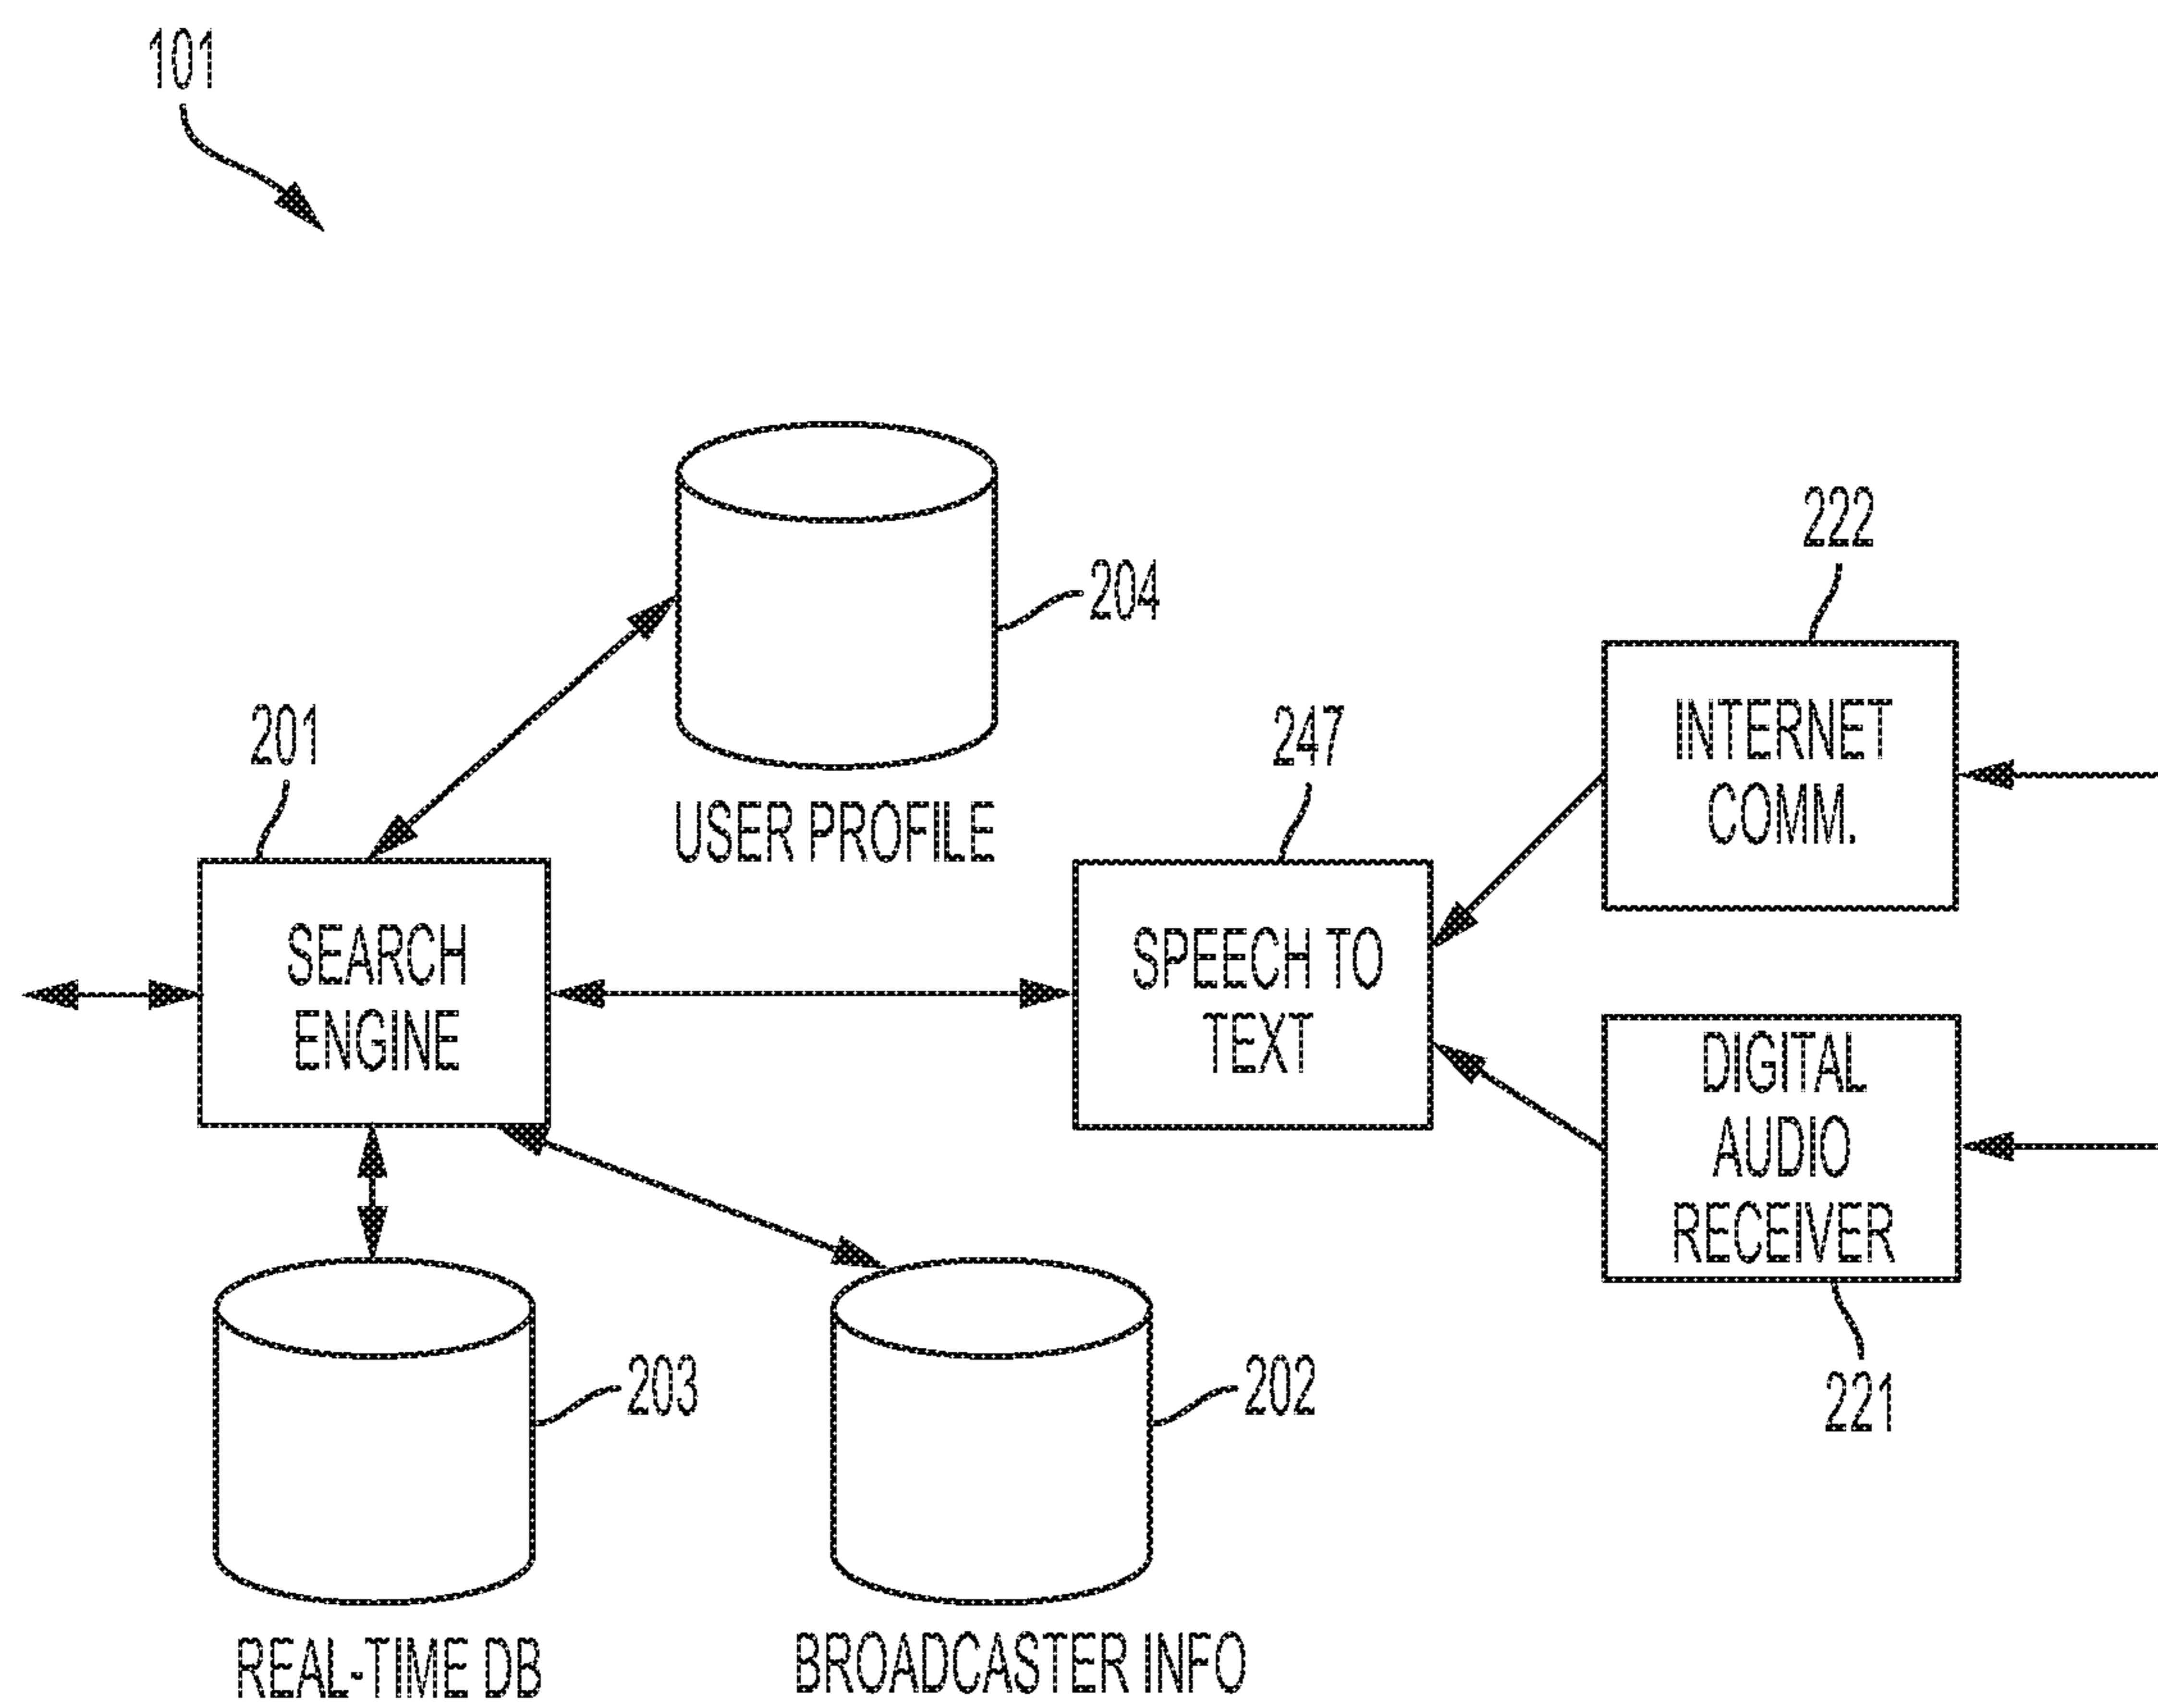 101
204
222
201
247
INTERNET
COMM.
USER PROFILE
SEARCH
ENGINE
SPEECH TO
TEXT
DIGITAL
AUDIO
RECEIVER
203
202
221
REAL-TIME DB
BROADCASTER INFO